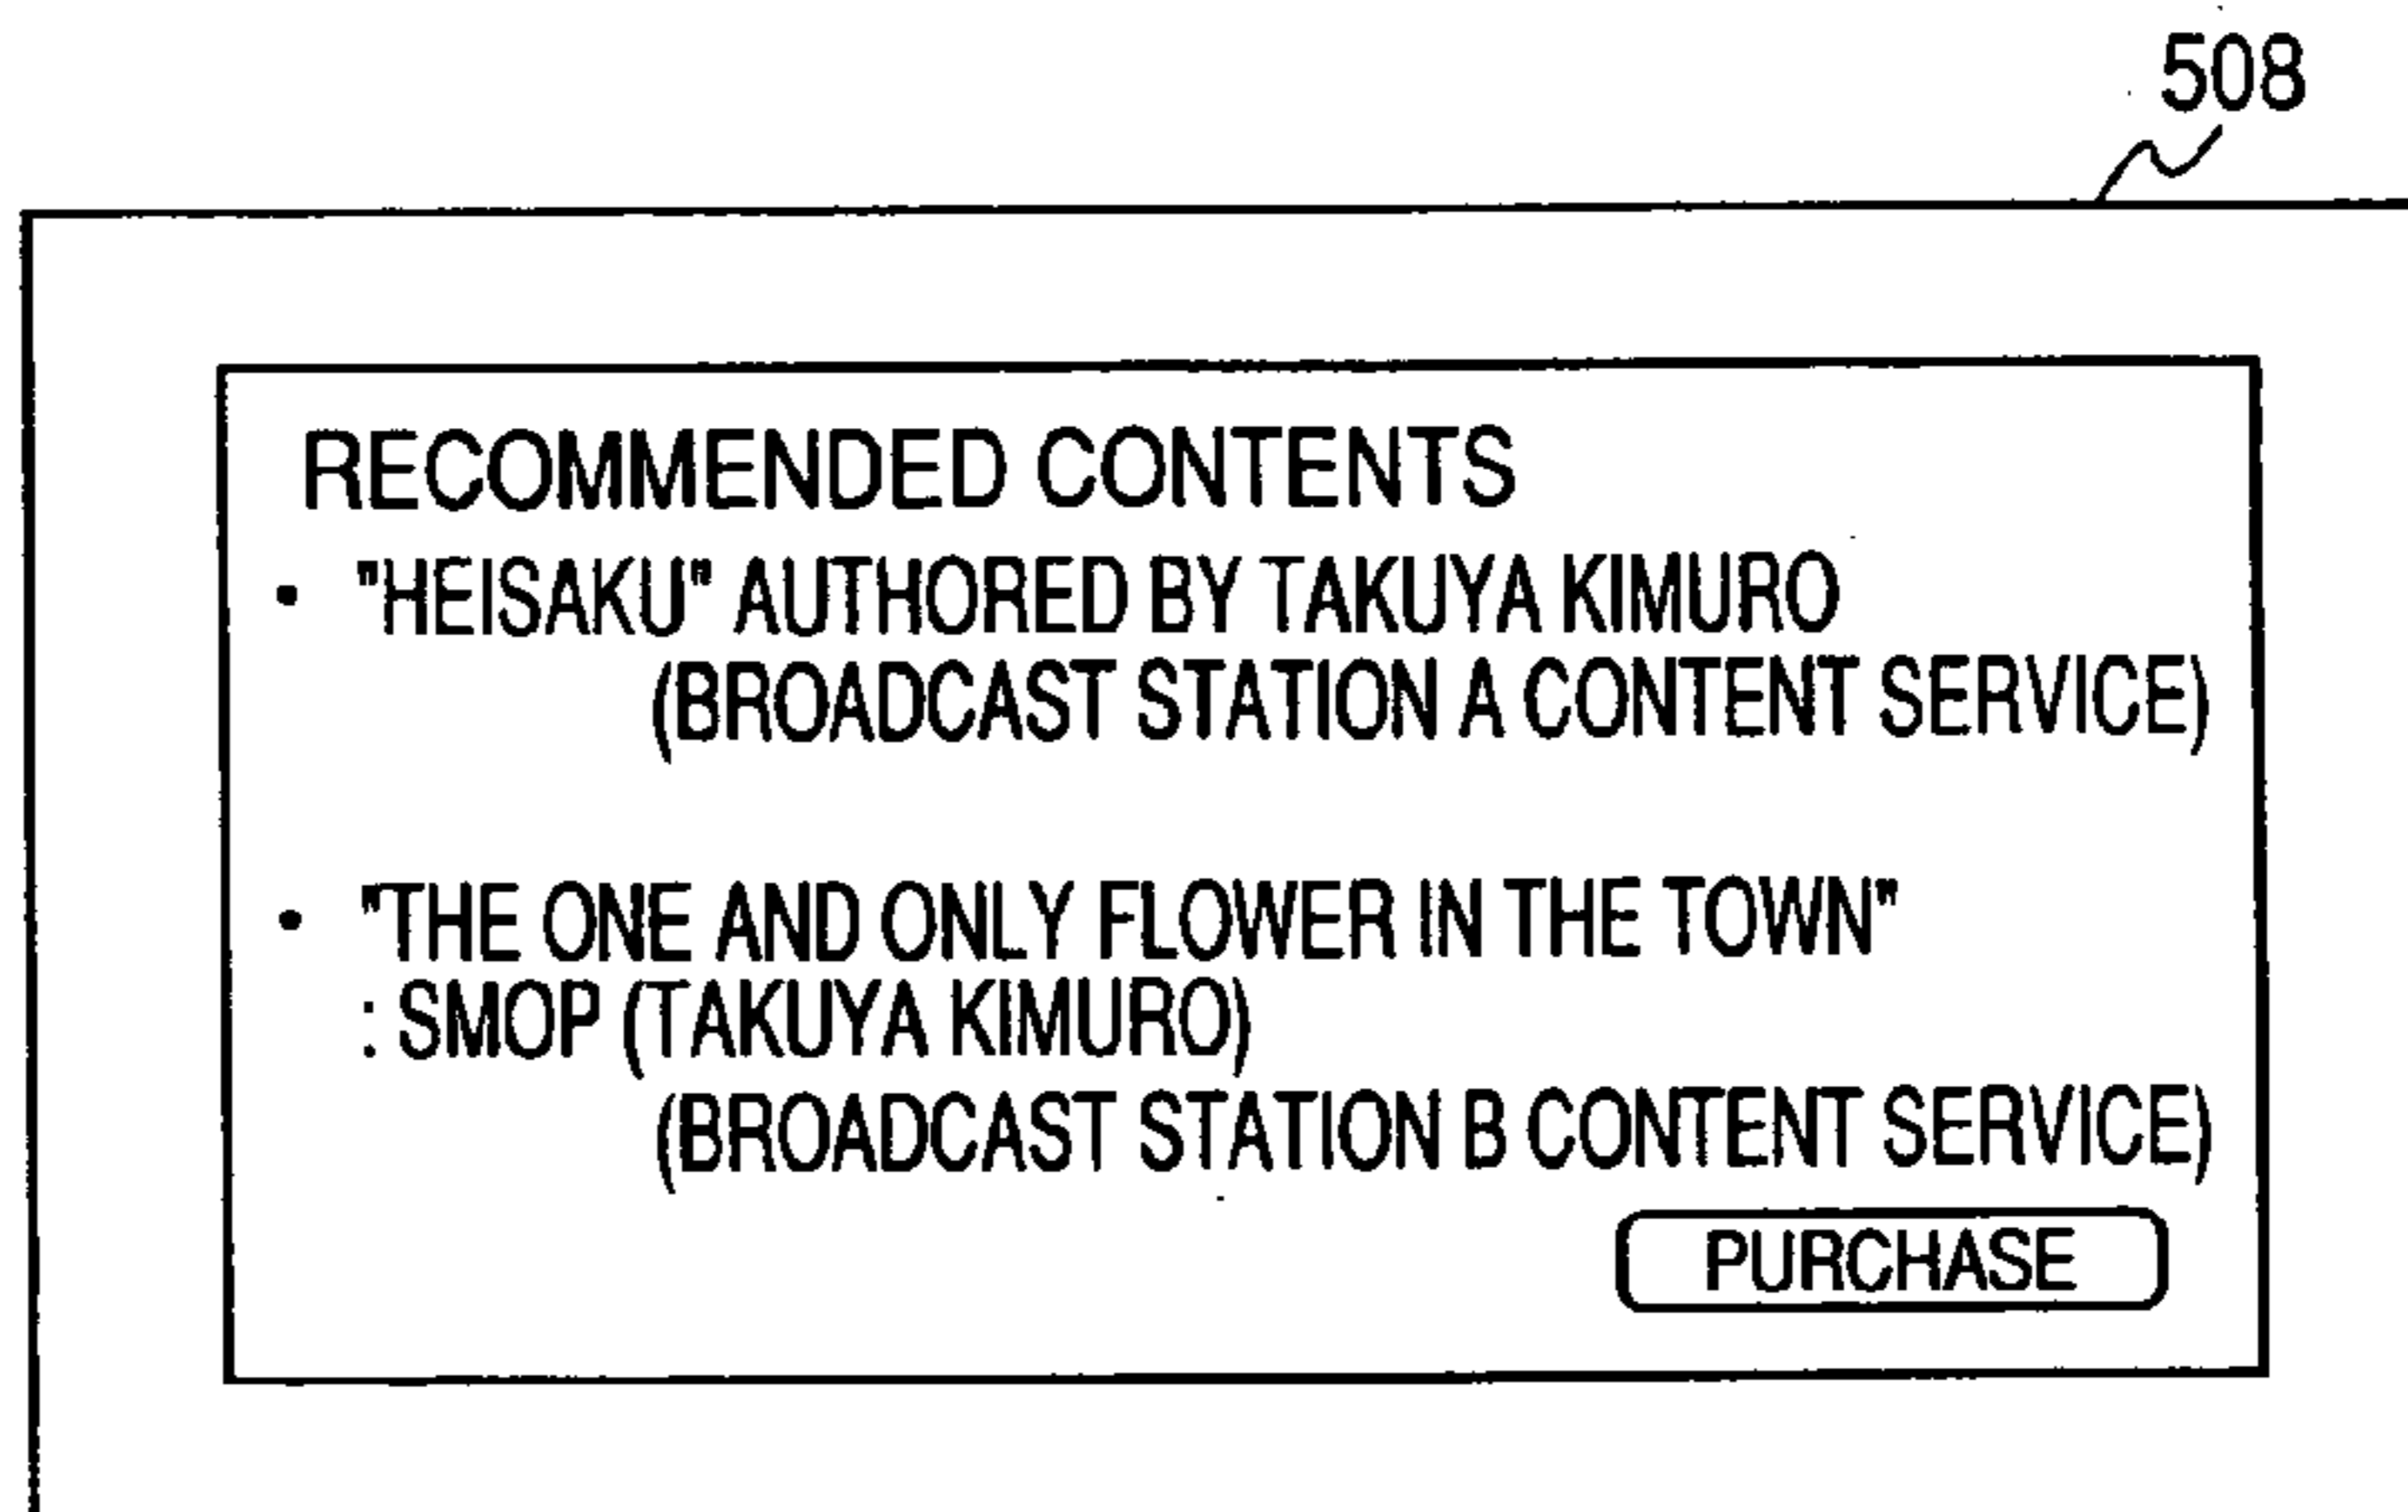 508
RECOMMENDED CONTENTS
• "HEISAKU" AUTHORED BY TAKUYA KIMURO
(BROADCAST STATION A CONTENT SERVICE)
• "THE ONE AND ONLY FLOWER IN THE TOWN"
: SMOP (TAKUYA KIMURO)
(BROADCAST STATION B CONTENT SERVICE)
PURCHASE